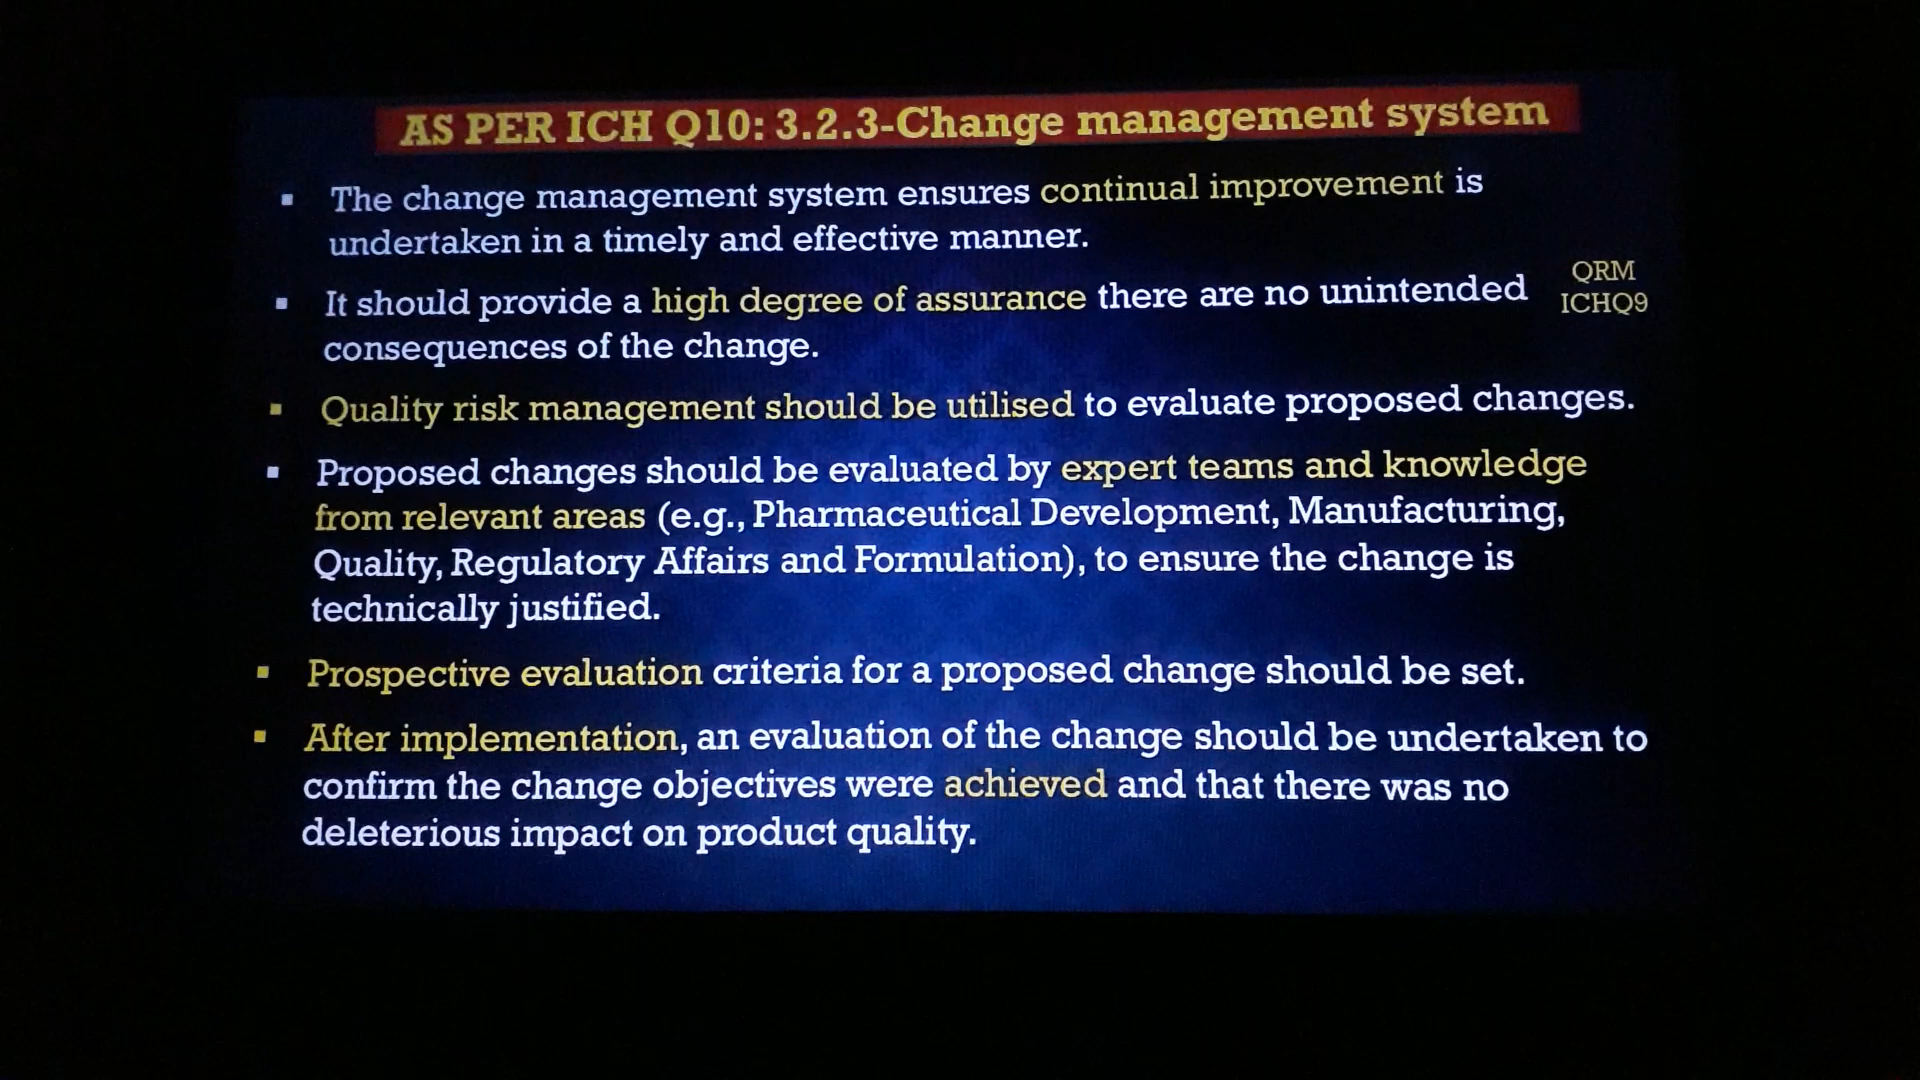 AS PER ICH Q10: 3.2.3-Change management system
▪ The change management system ensures continual improvement is
undertaken in a timely and effective manner.
▪ It should provide a high degree of assurance there are no unintended
consequences of the change.
QRM
ICHQ9
▪ Quality risk management should be utilised to evaluate proposed changes.
▪ Proposed changes should be evaluated by expert teams and knowledge
from relevant areas (e.g., Pharmaceutical Development, Manufacturing,
Quality, Regulatory Affairs and Formulation), to ensure the change is
technically justified.
▪ Prospective evaluation criteria for a proposed change should be set.
▪ After implementation, an evaluation of the change should be undertaken to
confirm the change objectives were achieved and that there was no
deleterious impact on product quality.